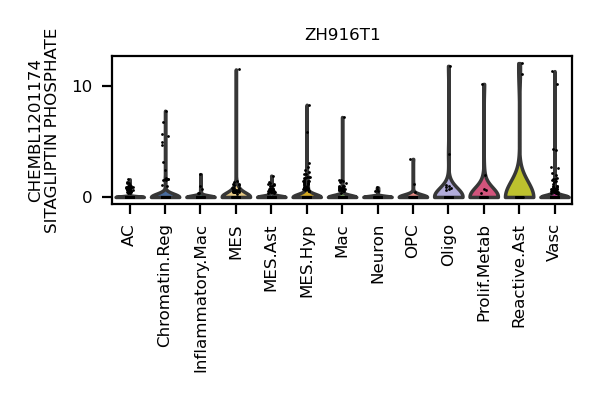 ZH916T1
CHEMBL1201174
SITAGLIPTIN PHOSPHATE
10
0
AC
Chromatin.Reg
Inflammatory.Mac
MES
MES.Ast
MES.Hyp
Mac
Neuron
OPC
Oligo
Prolif.Metab
Reactive.Ast
Vasc